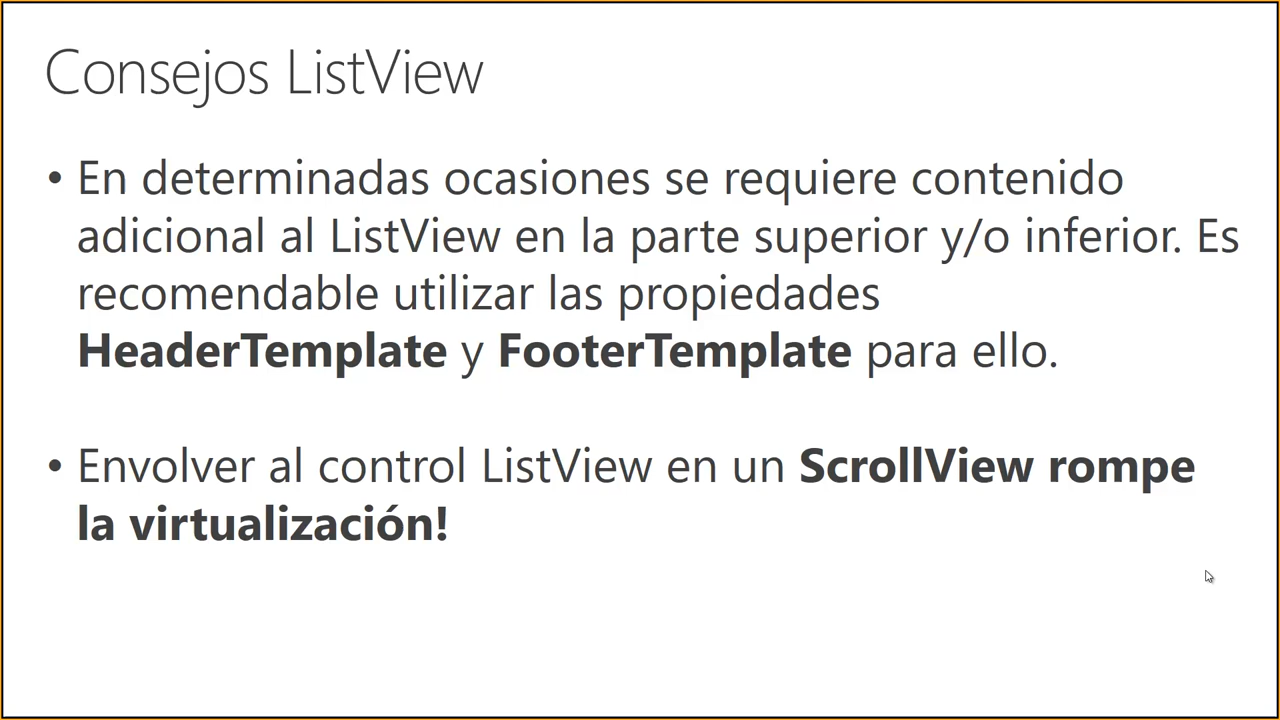 Consejos ListView
• En determinadas ocasiones se requiere contenido
adicional al ListView en la parte superior y/o inferior. Es
recomendable utilizar las propiedades
HeaderTemplate y FooterTemplate para ello.
• Envolver al control ListView en un ScrollView rompe
la virtualización!